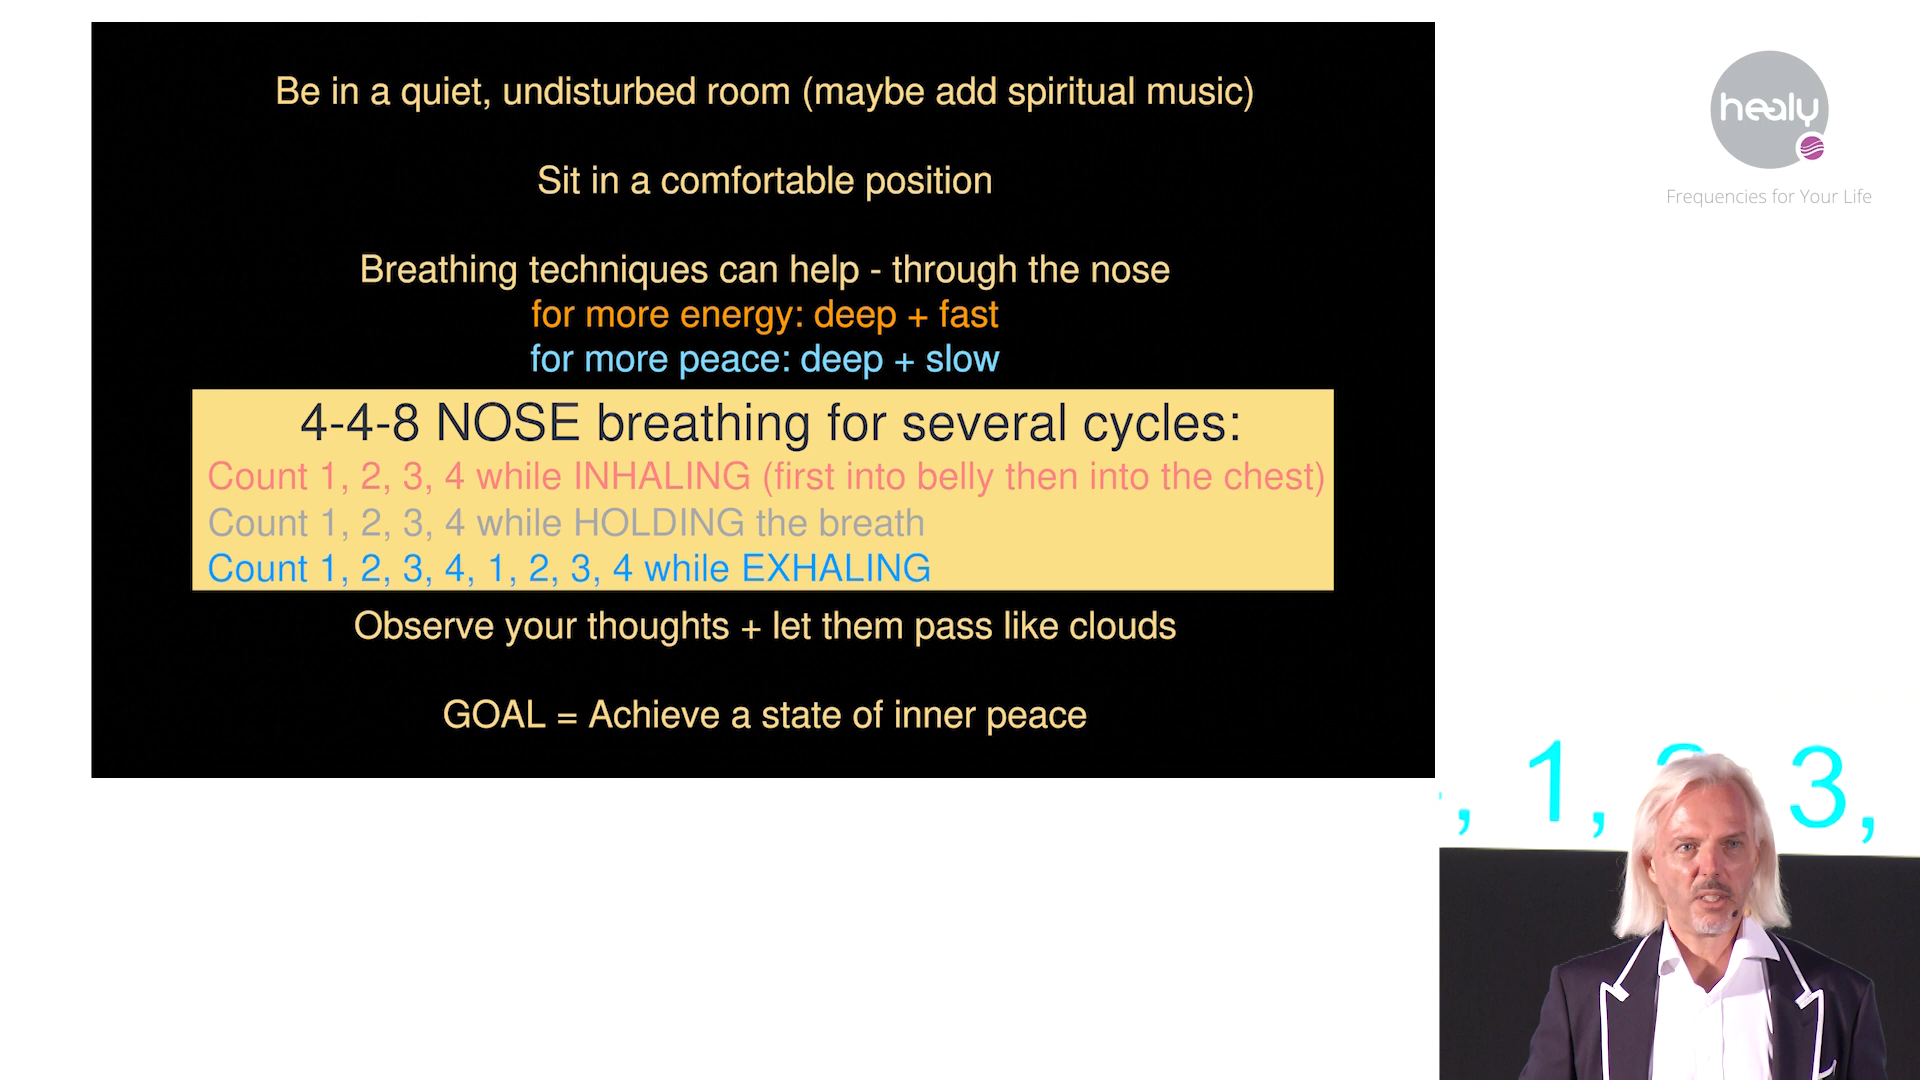 Be in a quiet, undisturbed room (maybe add spiritual music)
Sit in a comfortable position
Breathing techniques can help - through the nose
for more energy: deep + fast
for more peace: deep + slow
4-4-8 NOSE breathing for several cycles:
Count 1, 2, 3, 4 while INHALING (first into belly then into the chest)
Count 1, 2, 3, 4 while HOLDING the breath
Count 1, 2, 3, 4, 1, 2, 3, 4 while EXHALING
Observe your thoughts + let them pass like clouds
GOAL = Achieve a state of inner peace
healy
Frequencies for Your Life
, 1, 3,